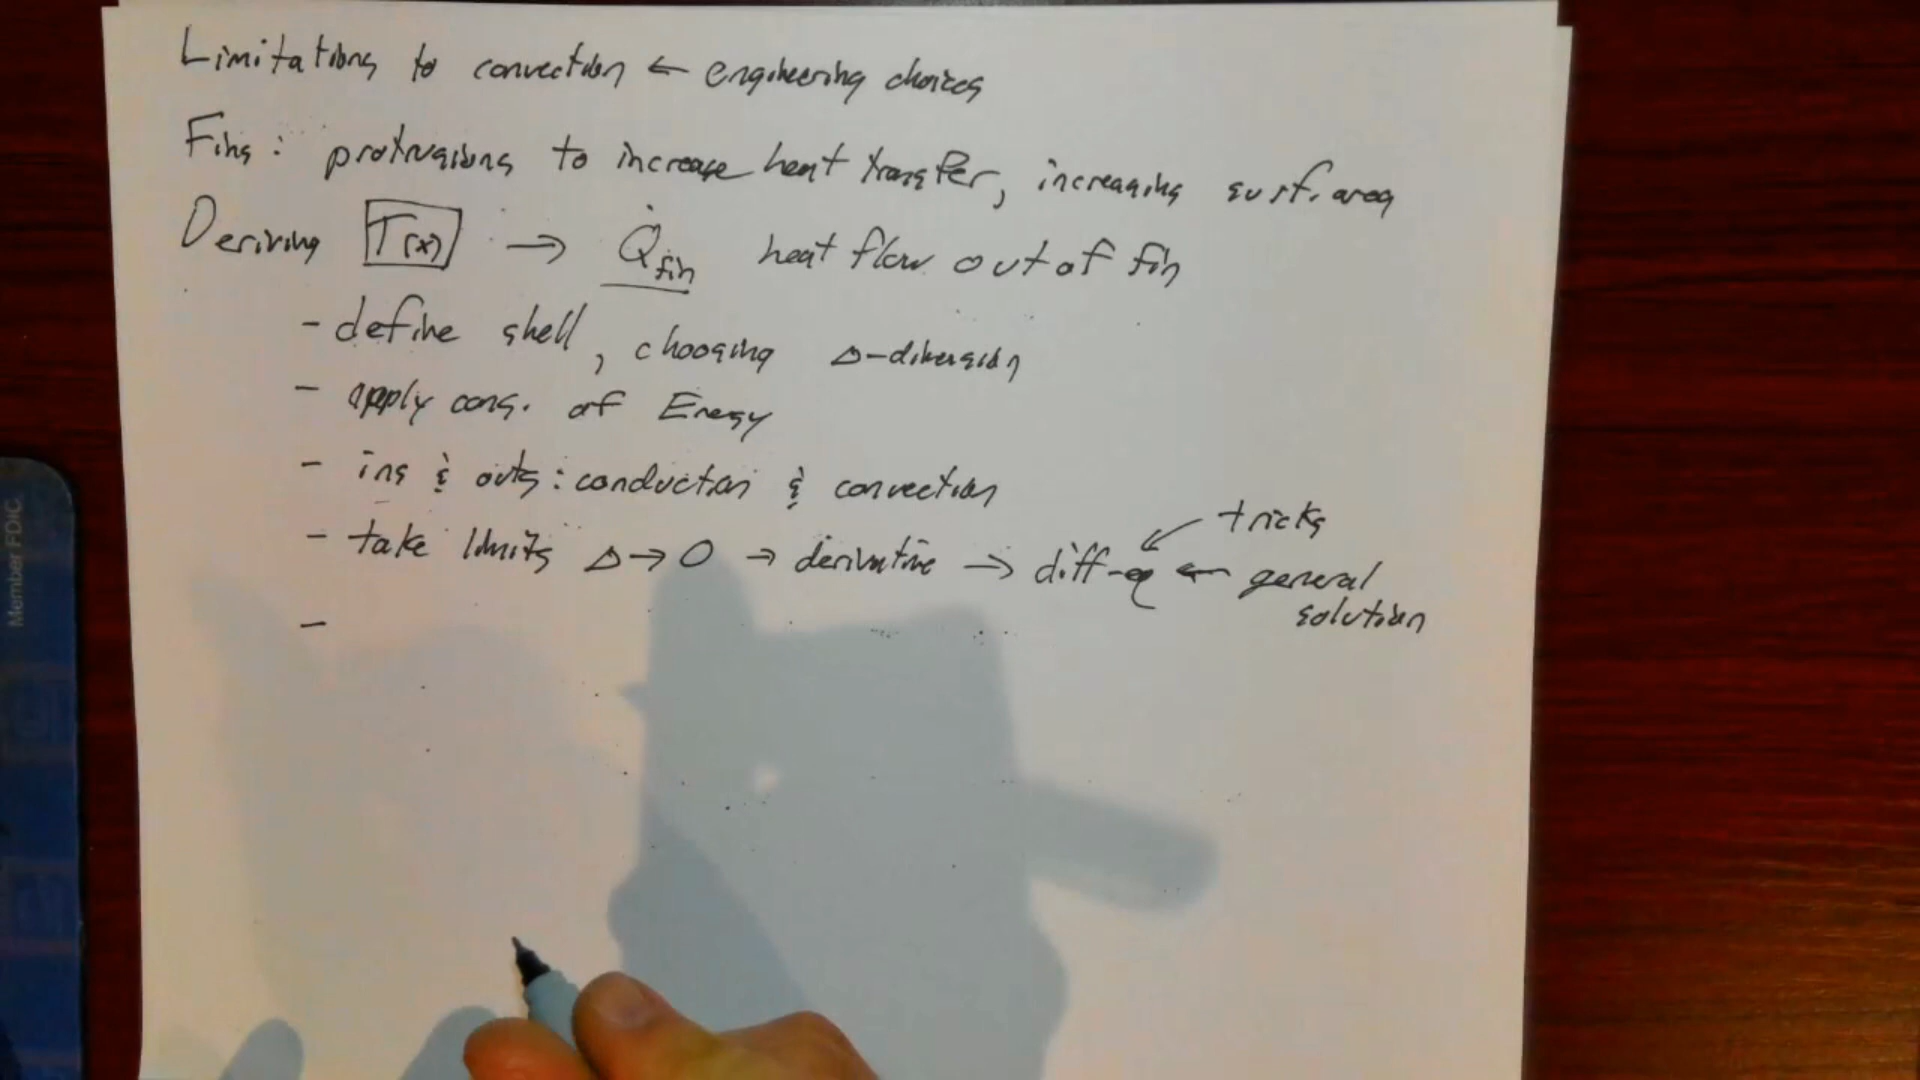 Limitations to convection ← engineering choices
Fins: protrusions to increase heat transfer, increasing surf. area
Deriving T(x) → Q̇fin heat flow out of fin
- define shell, choosing Δ-dimension
- apply cons. of Energy
- ins & outs: conduction & convection
- take limits Δ→0 → derivative → diff-eq ← general solution
tricks
-
Member FDIC